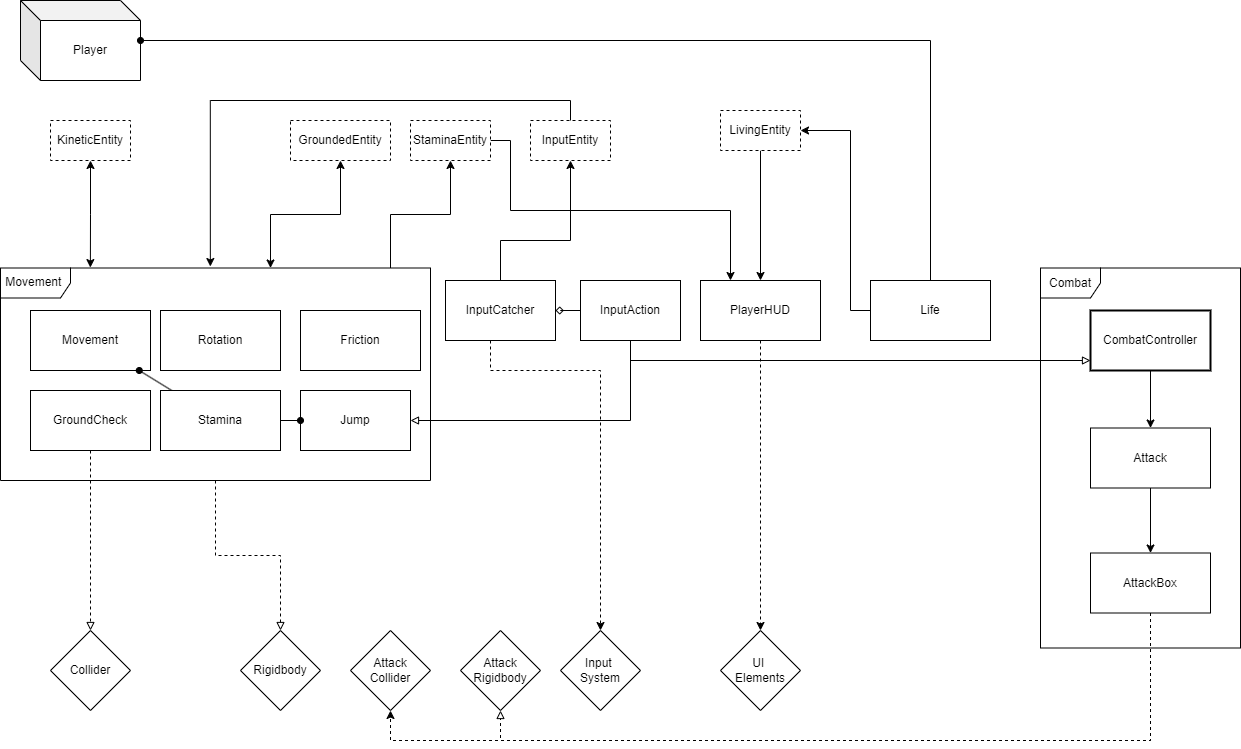 Player
KineticEntity
GroundedEntity
StaminaEntity
InputEntity
LivingEntity
Movement
Movement
Rotation
Friction
GroundCheck
Stamina
Jump
InputCatcher
InputAction
PlayerHUD
Life
Combat
CombatController
Attack
AttackBox
Collider
Rigidbody
Attack
Collider
Attack
Rigidbody
Input
System
UI
Elements